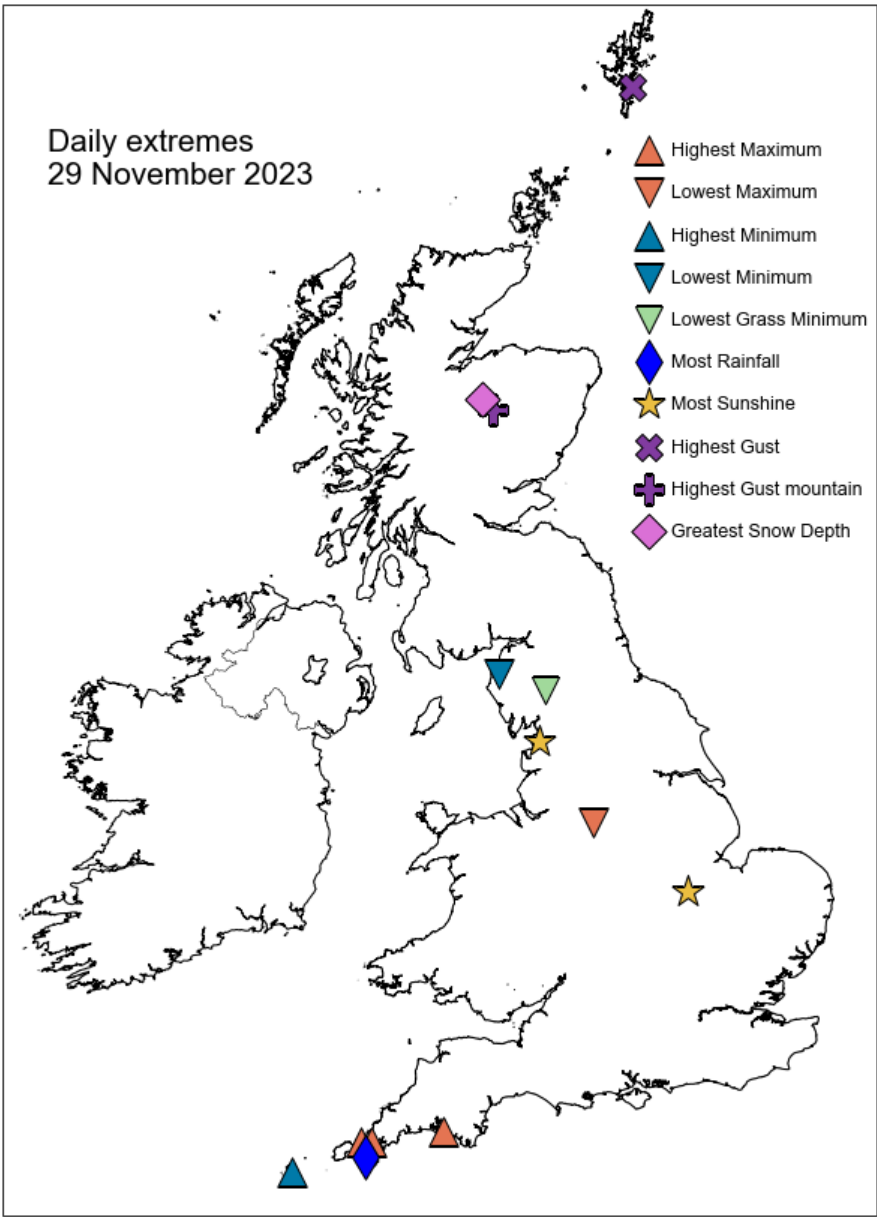 Daily extremes
29 November 2023
Highest Maximum
Lowest Maximum
Highest Minimum
Lowest Minimum
Lowest Grass Minimum
Most Rainfall
Most Sunshine
Highest Gust
Highest Gust mountain
Greatest Snow Depth